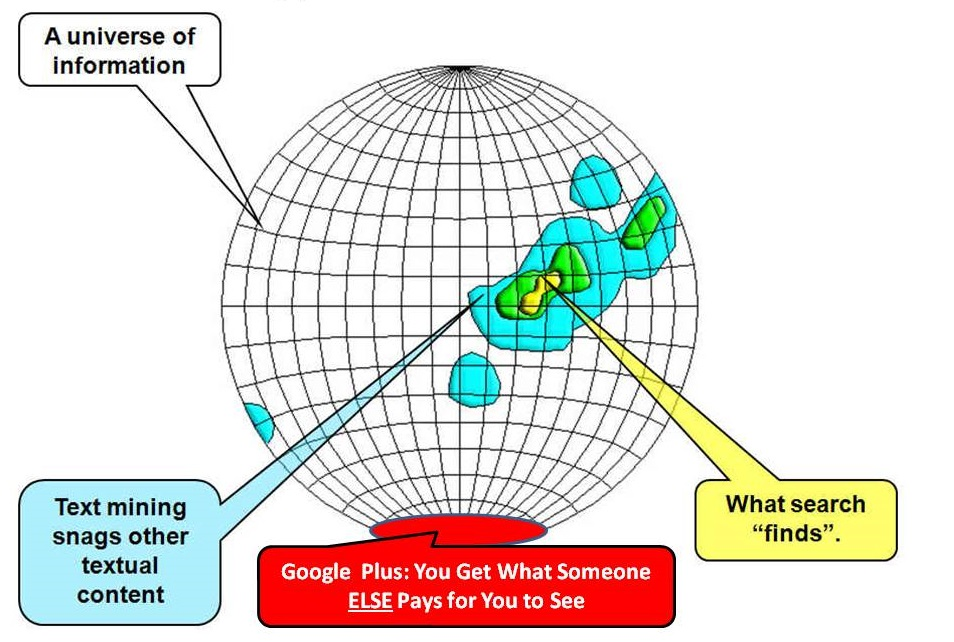 A universe of
information
Text mining
snags other
textual
content
What search
“finds”.
Google Plus: You Get What Someone
ELSE Pays for You to See